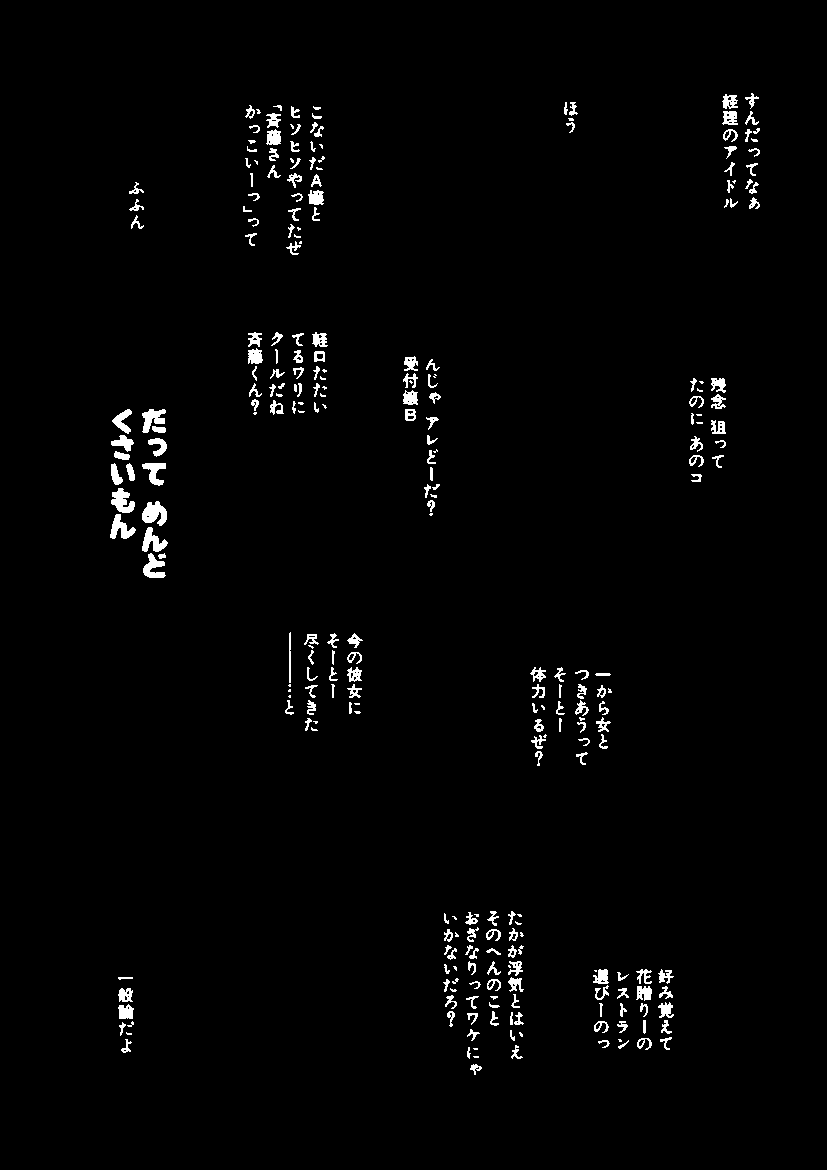 すんだってなぁ
経理のアイドル
ほう
こないだA嬢と
ヒソヒソやってたぜ
「斉藤さん
かっこいーっ」って
ふふん
残念 狙って
たのに あのコ
んじゃ アレどーだ?
受付嬢B
軽口たたい
てるワリに
クールだね
斉藤くん?
だって めんど
くさいもん
一から女と
つきあうって
そーとー
体力いるぜ?
今の彼女に
そーとー
尽くしてきた
―――…と
好み覚えて
花贈りーの
レストラン
選びーのっ
たかが浮気とはいえ
そのへんのこと
おざなりってワケにゃ
いかないだろ?
一般論だよ